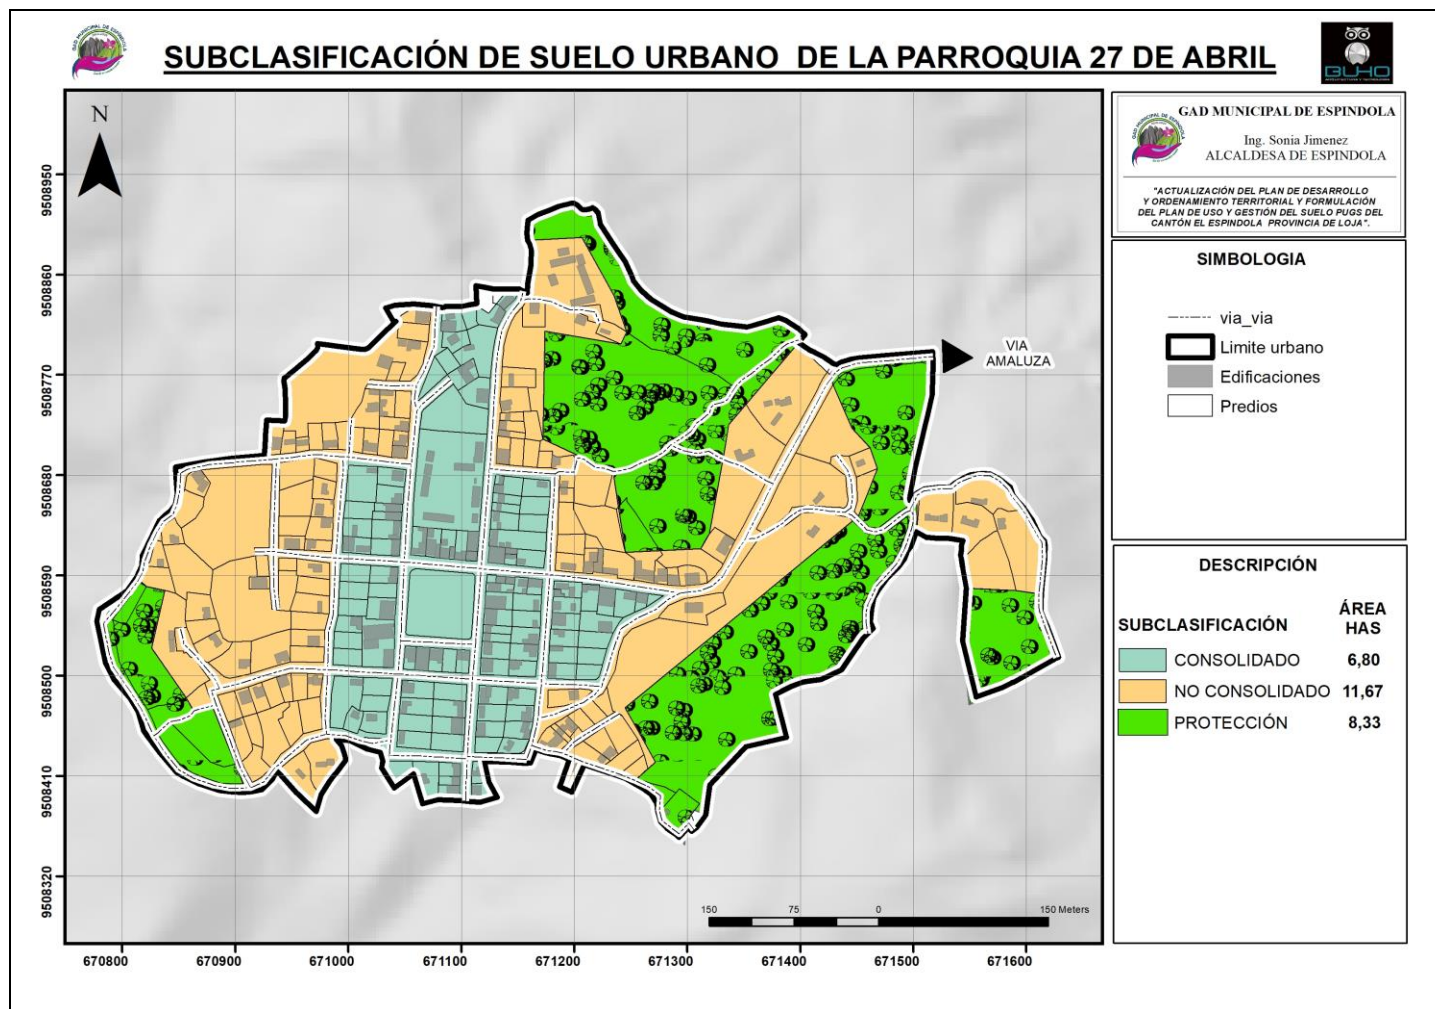 SUBCLASIFICACIÓN DE SUELO URBANO DE LA PARROQUIA 27 DE ABRIL
BUHO
GAD MUNICIPAL DE ESPINDOLA
Ing. Sonia Jimenez
ALCALDESA DE ESPINDOLA
"ACTUALIZACIÓN DEL PLAN DE DESARROLLO
Y ORDENAMIENTO TERRITORIAL Y FORMULACIÓN
DEL PLAN DE USO Y GESTIÓN DEL SUELO PUGS DEL
CANTÓN EL ESPINDOLA PROVINCIA DE LOJA".
SIMBOLOGIA
via_via
Limite urbano
Edificaciones
Predios
DESCRIPCIÓN
SUBCLASIFICACIÓN ÁREA HAS
CONSOLIDADO 6,80
NO CONSOLIDADO 11,67
PROTECCIÓN 8,33
N
VIA
AMALUZA
9508950
9508860
9508770
9508680
9508590
9508500
9508410
9508320
150 75 0 150 Meters
670800 670900 671000 671100 671200 671300 671400 671500 671600